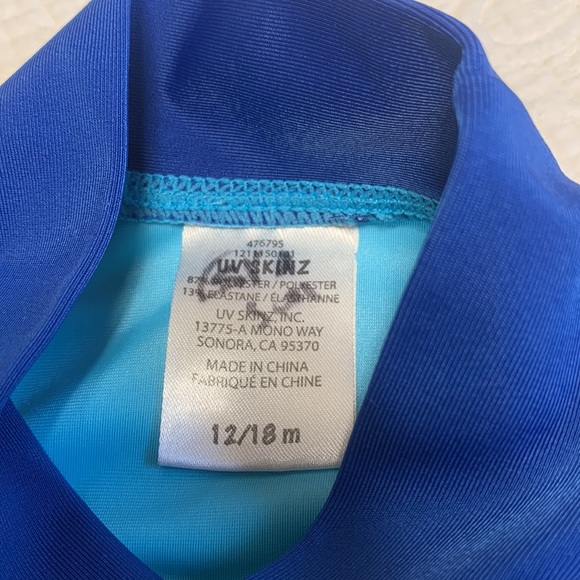 476795
UV SKINZ
POLYESTER / POLYESTER
13% ELASTANE / ÉLASTHANNE
UV SKINZ, INC.
13775-A MONO WAY
SONORA, CA 95370
MADE IN CHINA
FABRIQUÉ EN CHINE
12/18 m